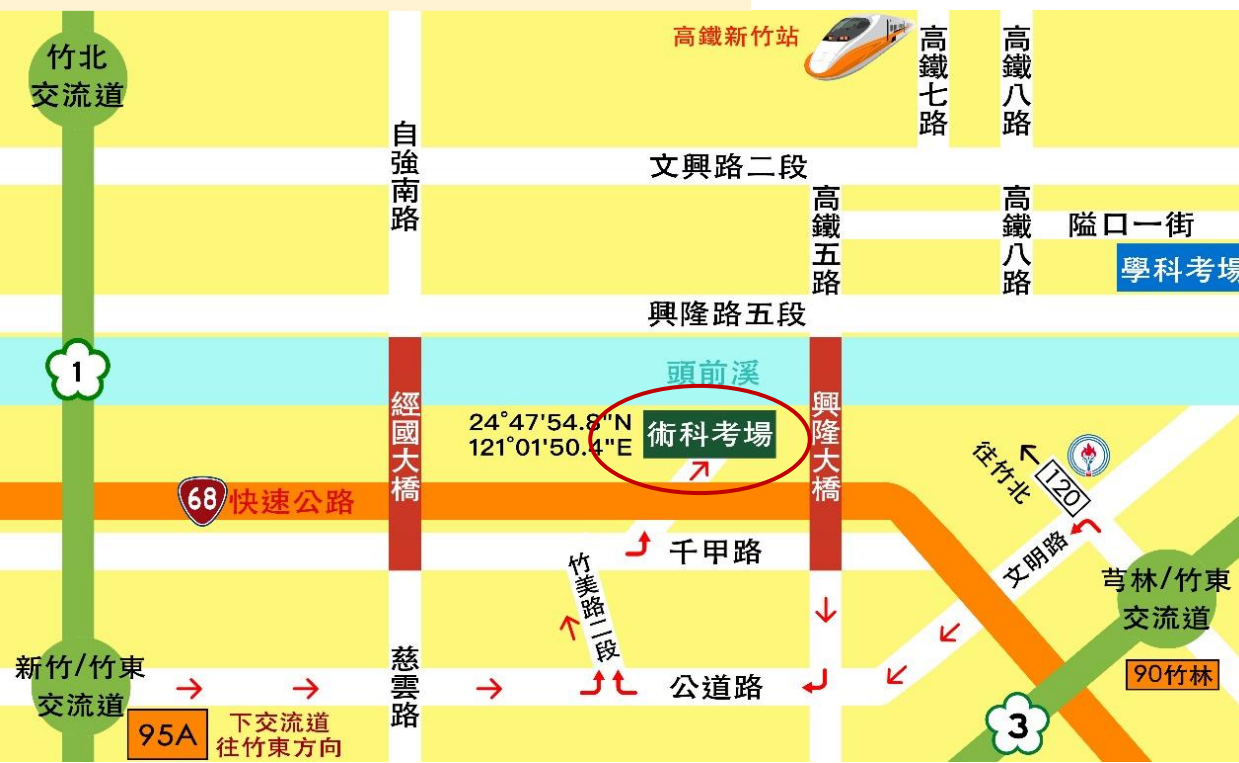 竹北
交流道
高鐵新竹站
高鐵七路
高鐵八路
自強南路
文興路二段
高鐵五路
高鐵八路
隘口一街
學科考場
興隆路五段
1
頭前溪
經國大橋
24°47'54.8"N
121°01'50.4"E
術科考場
興隆大橋
往竹北
120
68
快速公路
千甲路
文明路
竹美路二段
芎林/竹東
交流道
新竹/竹東
交流道
慈雲路
公道路
90竹林
95A
下交流道
往竹東方向
3